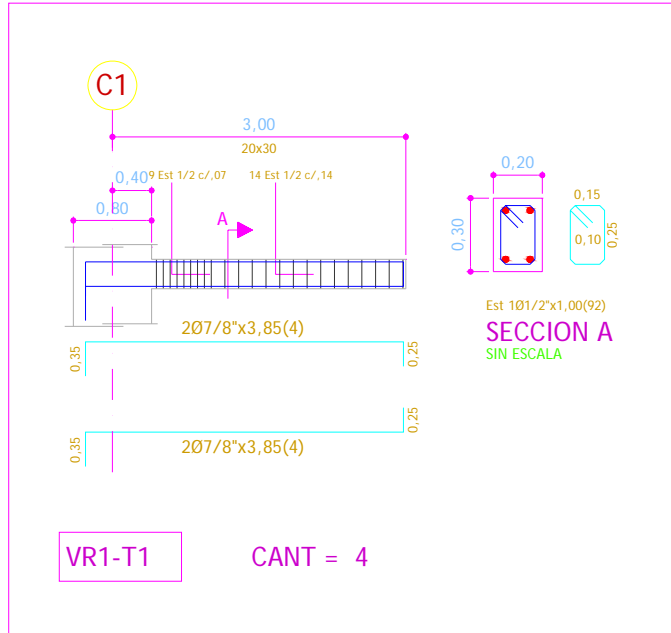 C1
3,00
20x30
9 Est 1/2 c/,07
14 Est 1/2 c/,14
0,40
0,80
A
2Ø7/8"x3,85(4)
0,35
0,25
0,25
0,35
2Ø7/8"x3,85(4)
0,20
0,30
0,15
0,10
0,25
Est 1Ø1/2"x1,00(92)
SECCION A
SIN ESCALA
VR1-T1
CANT = 4